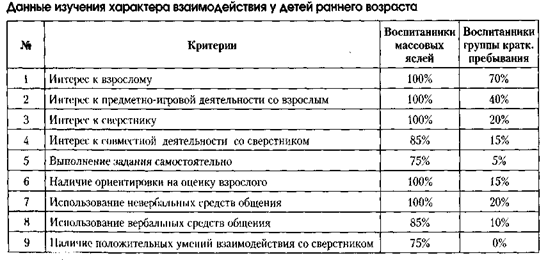 Данные изучения характера взаимодействия у детей раннего возраста
№ Критерии Воспитанники массовых яслей Воспитанники группы кратк. пребывания
1 Интерес к взрослому 100% 70%
2 Интерес к предметно-игровой деятельности со взрослым 100% 40%
3 Интерес к сверстнику 100% 20%
4 Интерес к совместной деятельности со сверстником 85% 15%
5 Выполнение задания самостоятельно 75% 5%
6 Наличие ориентировки на оценку взрослого 100% 15%
7 Использование невербальных средств общения 100% 20%
8 Использование вербальных средств общения 85% 10%
9 Наличие положительных умений взаимодействия со сверстником 75% 0%